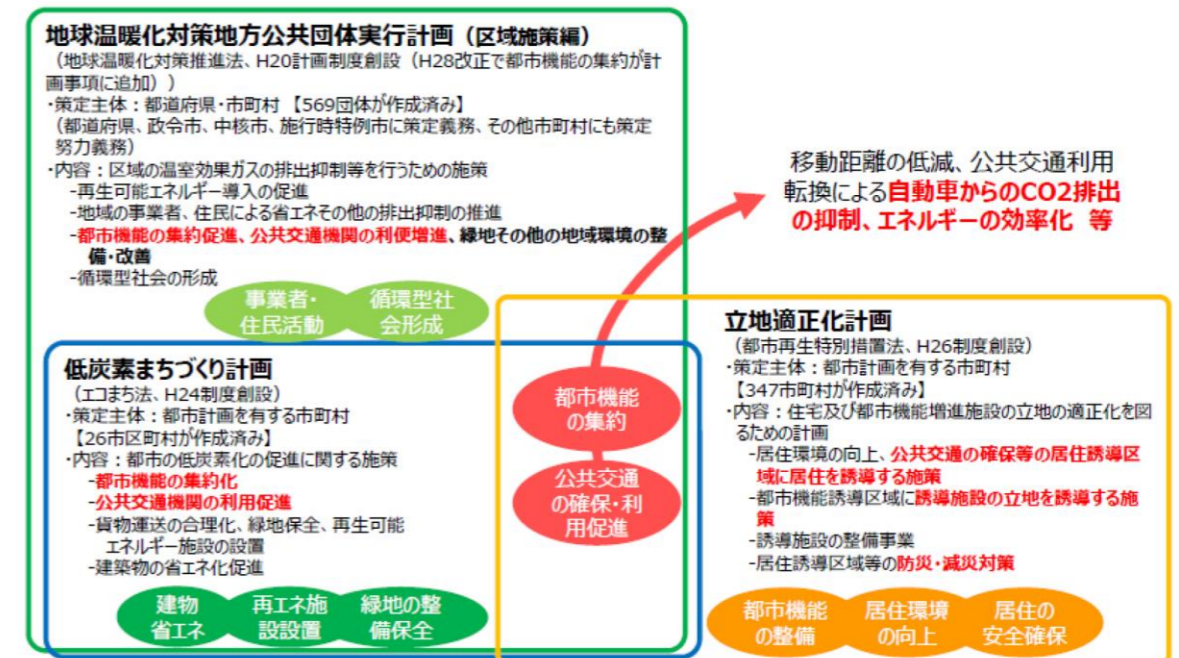 地球温暖化対策地方公共団体実行計画（区域施策編）
（地球温暖化対策推進法、H20計画制度創設（H28改正で都市機能の集約が計
画事項に追加））
・策定主体：都道府県・市町村 【569団体が作成済み】
（都道府県、政令市、中核市、施行時特例市に策定義務、その他市町村にも策定
努力義務）
・内容：区域の温室効果ガスの排出抑制等を行うための施策
-再生可能エネルギー導入の促進
-地域の事業者、住民による省エネその他の排出抑制の推進
-都市機能の集約促進、公共交通機関の利便増進、緑地その他の地域環境の整
備・改善
-循環型社会の形成
事業者・
住民活動
循環型社
会形成
移動距離の低減、公共交通利用
転換による自動車からのCO2排出
の抑制、エネルギーの効率化 等
低炭素まちづくり計画
（エコまち法、H24制度創設）
・策定主体：都市計画を有する市町村
【26市区町村が作成済み】
・内容：都市の低炭素化の促進に関する施策
-都市機能の集約化
-公共交通機関の利用促進
-貨物運送の合理化、緑地保全、再生可能
エネルギー施設の設置
-建築物の省エネ化促進
建物
省エネ
再エネ施
設設置
緑地の整
備保全
都市機能
の集約
公共交通
の確保・利
用促進
立地適正化計画
（都市再生特別措置法、H26制度創設）
・策定主体：都市計画を有する市町村
【347市町村が作成済み】
・内容：住宅及び都市機能増進施設の立地の適正化を図
るための計画
-居住環境の向上、公共交通の確保等の居住誘導区
域に居住を誘導する施策
-都市機能誘導区域に誘導施設の立地を誘導する施
策
-誘導施設の整備事業
-居住誘導区域等の防災・減災対策
都市機能
の整備
居住環境
の向上
居住の
安全確保